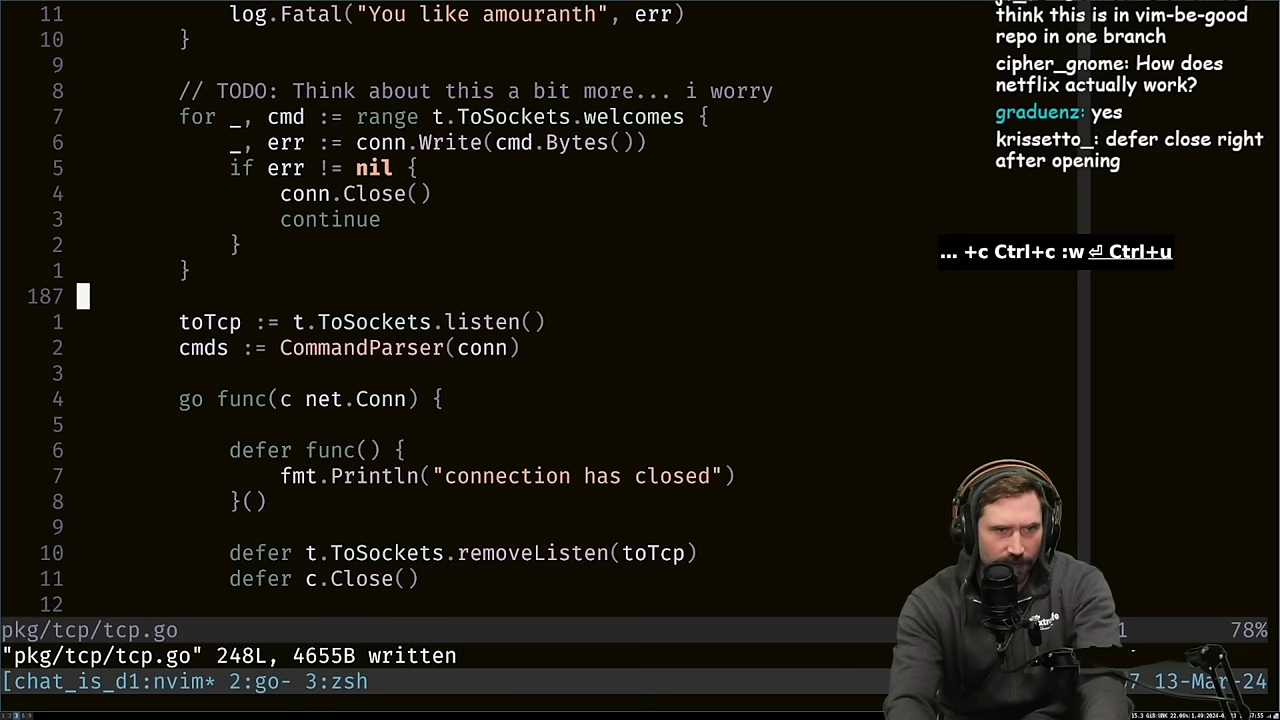 11 log.Fatal("You like amouranth", err)
10 }
9
8 // TODO: Think about this a bit more... i worry
7 for _, cmd := range t.ToSockets.welcomes {
6 _, err := conn.Write(cmd.Bytes())
5 if err != nil {
4 conn.Close()
3 continue
2 }
1 }
187
1 toTcp := t.ToSockets.listen()
2 cmds := CommandParser(conn)
3
4 go func(c net.Conn) {
5
6 defer func() {
7 fmt.Println("connection has closed")
8 }()
9
10 defer t.ToSockets.removeListen(toTcp)
11 defer c.Close()
12
pkg/tcp/tcp.go 1 78%
"pkg/tcp/tcp.go" 248L, 4655B written
[chat_is_d1:nvim* 2:go- 3:zsh 7 13-Mar-24
think this is in vim-be-good
repo in one branch
cipher_gnome: How does
netflix actually work?
graduenz: yes
krissetto_: defer close right
after opening
... +c Ctrl+c :w⏎ Ctrl+u